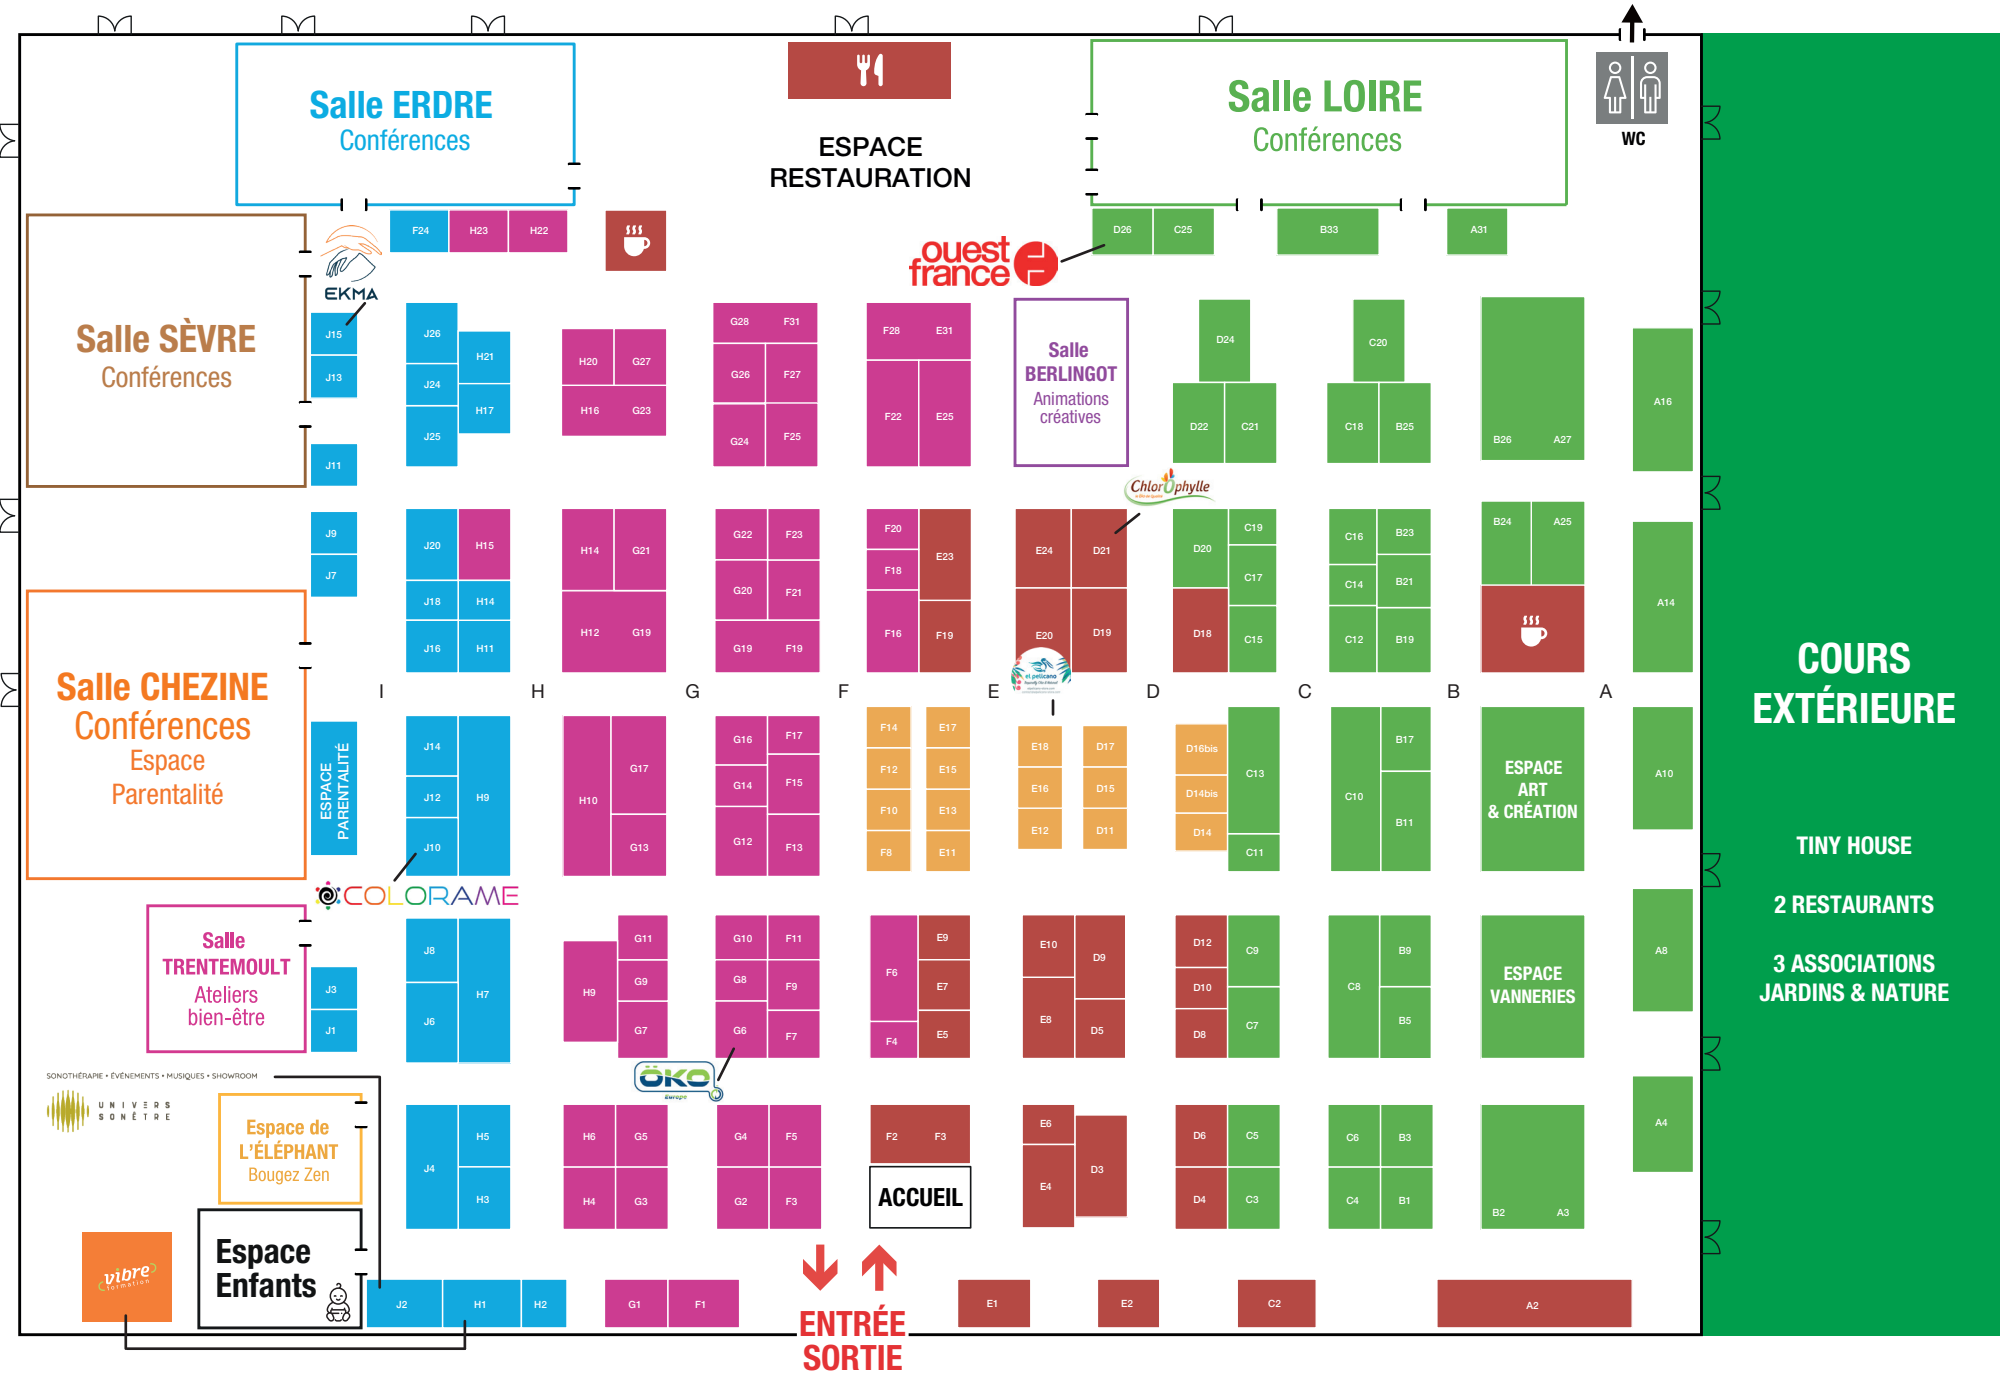 Salle ERDRE
Conférences
ESPACE
RESTAURATION
Salle LOIRE
Conférences
WC
F24
H23
H22
D26
C25
B33
A31
ouest
france
EKMA
Salle SÈVRE
Conférences
J15
J13
J11
J26
J24
J25
H21
H17
H20
G27
H16
G23
G28
F31
G26
F27
G24
F25
F28
E31
F22
E25
Salle
BERLINGOT
Animations
créatives
D24
D22
C21
C20
C18
B25
B26
A27
A16
ChlorOphylle
J9
J7
J20
H15
J18
H14
J16
H11
H14
G21
H12
G19
G22
F23
G20
F21
G19
F19
F20
F18
F16
E23
F19
E24
D21
E20
D19
D20
D18
C19
C17
C15
C16
C14
C12
B23
B21
B19
B24
A25
A14
el pelicano
Salle CHEZINE
Conférences
Espace
Parentalité
I
H
G
F
E
D
C
B
A
ESPACE
PARENTALITÉ
J14
J12
J10
H9
H10
G17
G13
G16
G14
G12
F17
F15
F13
F14
F12
F10
F8
E17
E15
E13
E11
E18
E16
E12
D17
D15
D11
D16bis
D14bis
D14
C13
C11
C10
B17
B11
ESPACE
ART
& CRÉATION
A10
COLORAME
COURS
EXTÉRIEURE
TINY HOUSE
2 RESTAURANTS
3 ASSOCIATIONS
JARDINS & NATURE
Salle
TRENTEMOULT
Ateliers
bien-être
J3
J1
J8
J6
H7
H9
G11
G9
G7
G10
G8
G6
F11
F9
F7
F6
F4
E9
E7
E5
E10
E8
D9
D5
D12
D10
D8
C9
C7
C8
B9
B5
ESPACE
VANNERIES
A8
ÖKO
Europe
SONOTHÉRAPIE • ÉVÉNEMENTS • MUSIQUES • SHOWROOM
UNIVERS
SONÊTRE
Espace de
L'ÉLÉPHANT
Bougez Zen
J4
H5
H3
H6
G5
H4
G3
G4
F5
G2
F3
F2
F3
ACCUEIL
E6
E4
D3
D6
D4
C5
C3
C6
B3
C4
B1
B2
A3
A4
vibre
formation
Espace
Enfants
J2
H1
H2
G1
F1
E1
E2
C2
A2
ENTRÉE
SORTIE